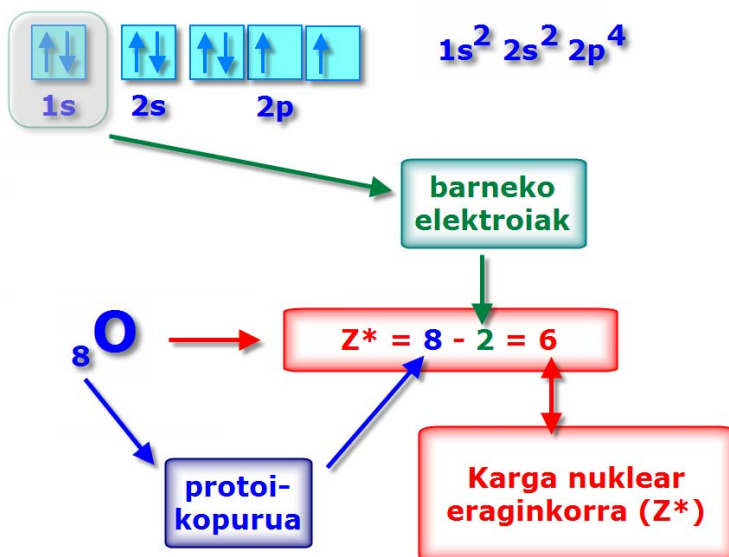 1s² 2s² 2p⁴
1s 2s 2p
barneko
elektroiak
₈O
Z* = 8 - 2 = 6
protoi-
kopurua
Karga nuklear
eraginkorra (Z*)